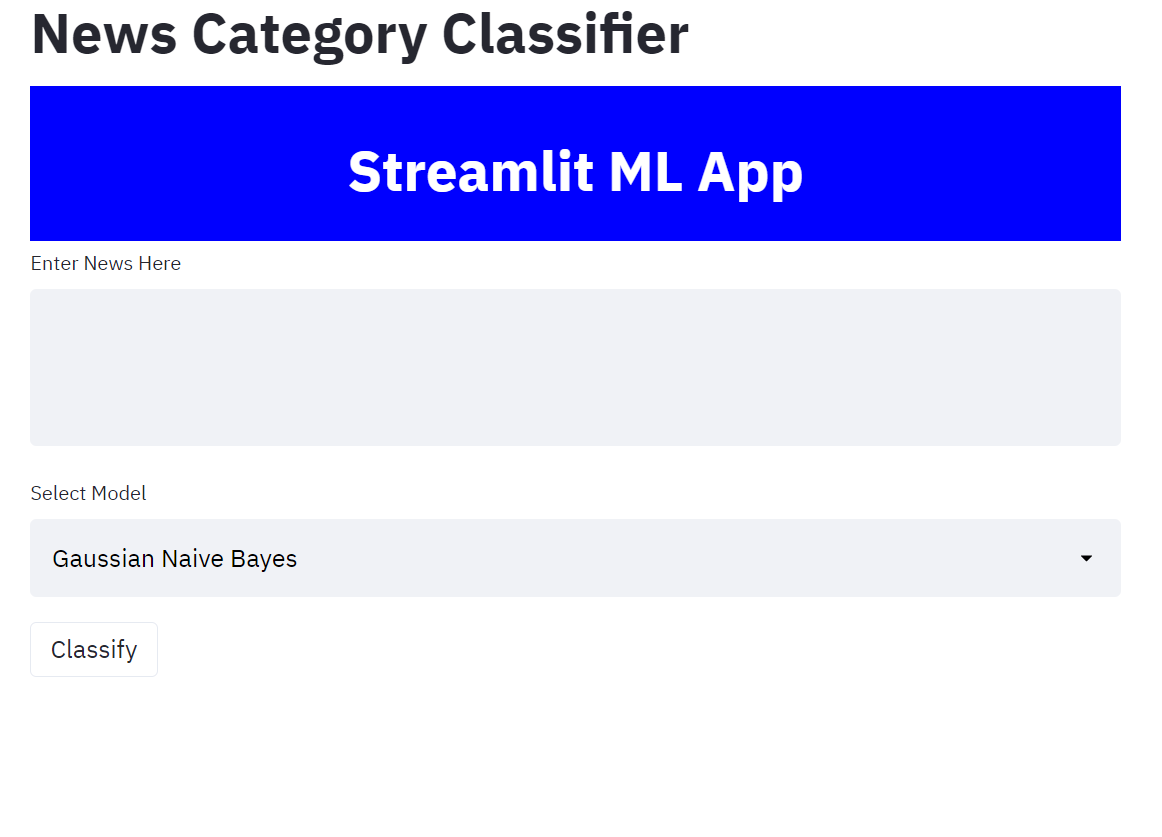 News Category Classifier
Streamlit ML App
Enter News Here
Select Model
Gaussian Naive Bayes
Classify